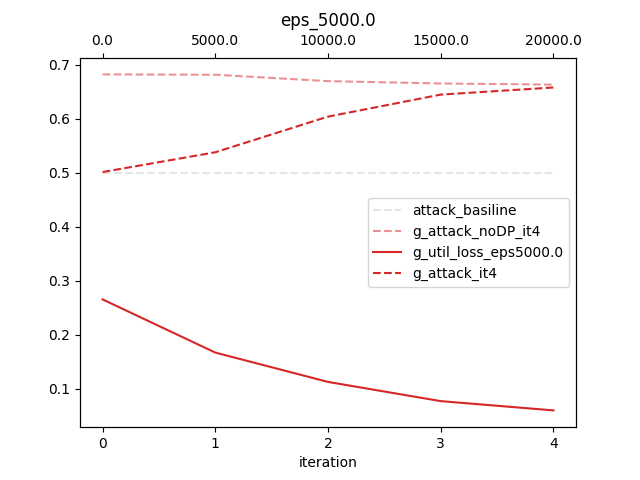 eps_5000.0
0.0 5000.0 10000.0 15000.0 20000.0
0.7
0.6
0.5
0.4
0.3
0.2
0.1
attack_basiline
g_attack_noDP_it4
g_util_loss_eps5000.0
g_attack_it4
0 1 2 3 4
iteration